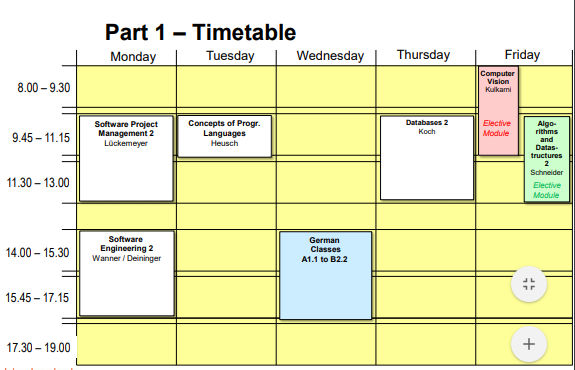 Part 1 – Timetable
Monday Tuesday Wednesday Thursday Friday
8.00 – 9.30
Computer
Vision
Kulkarni
Elective
Module
9.45 – 11.15
Software Project
Management 2
Lückemeyer
Concepts of Progr.
Languages
Heusch
Databases 2
Koch
Algo-
rithms
and
Datas-
tructures
2
Schneider
Elective
Module
11.30 – 13.00
14.00 – 15.30
Software
Engineering 2
Wanner / Deininger
German
Classes
A1.1 to B2.2
15.45 – 17.15
17.30 – 19.00